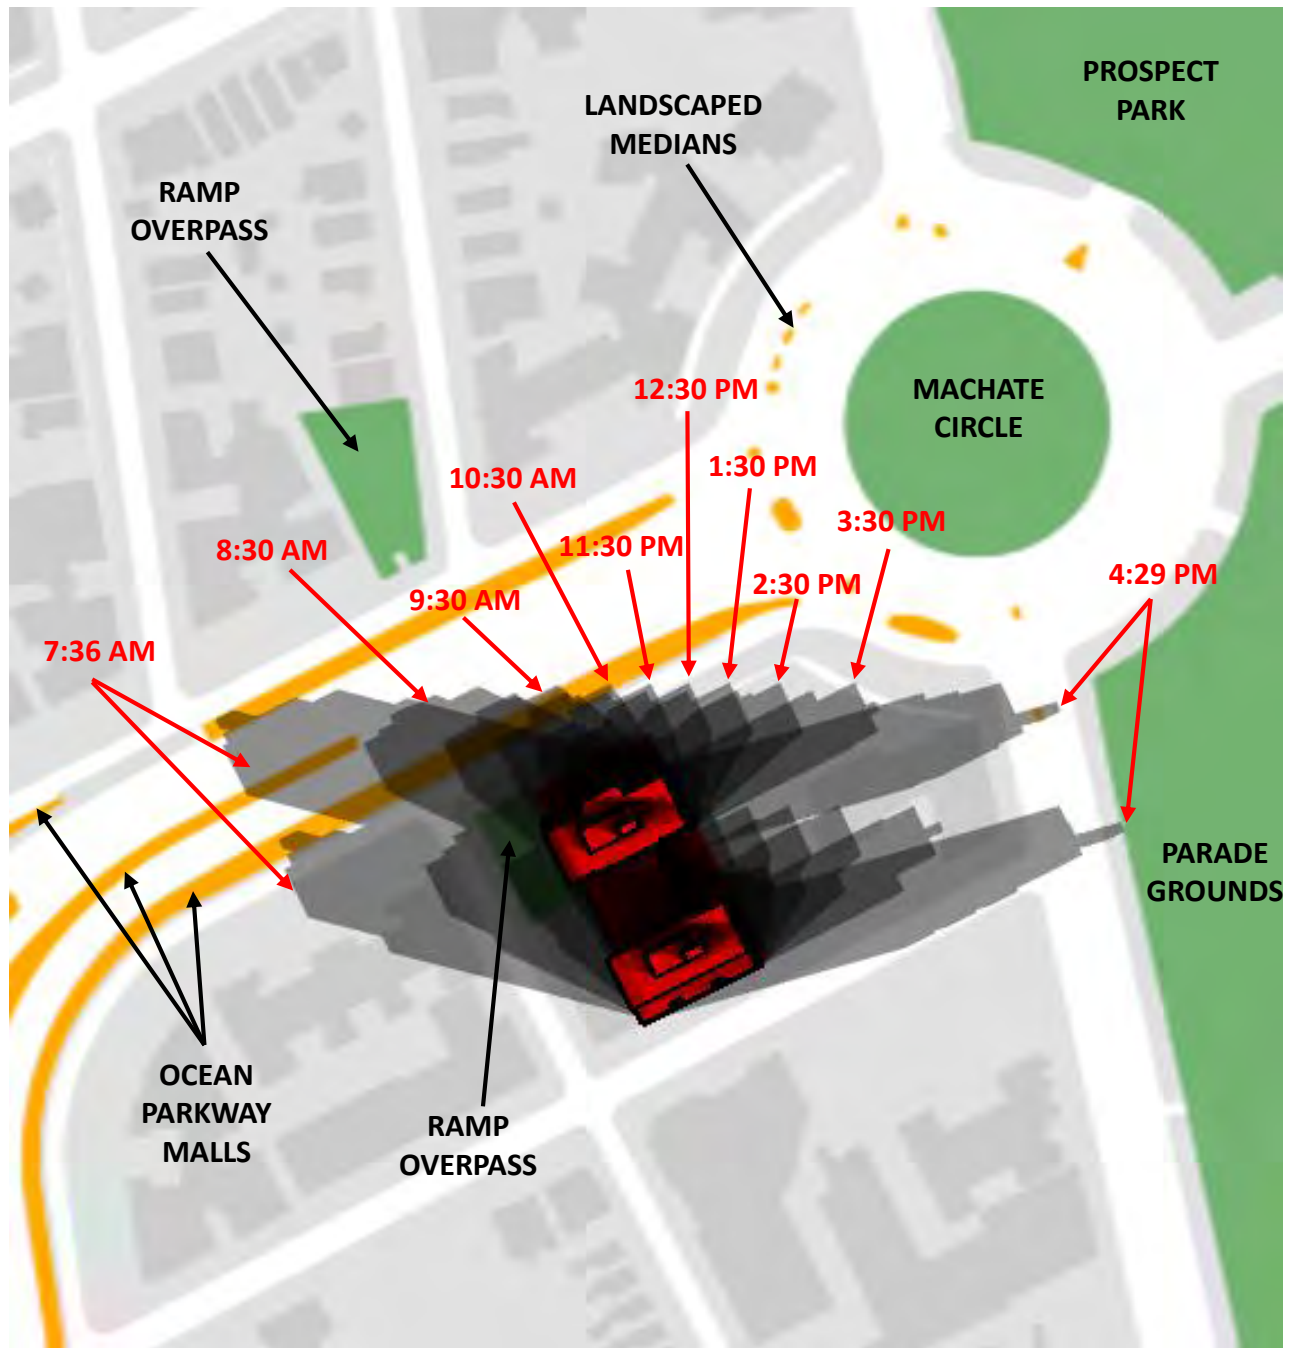 PROSPECT
PARK
LANDSCAPED
MEDIANS
RAMP
OVERPASS
12:30 PM
MACHATE
CIRCLE
1:30 PM
10:30 AM
3:30 PM
11:30 PM
8:30 AM
2:30 PM
4:29 PM
9:30 AM
7:36 AM
PARADE
GROUNDS
OCEAN
PARKWAY
MALLS
RAMP
OVERPASS